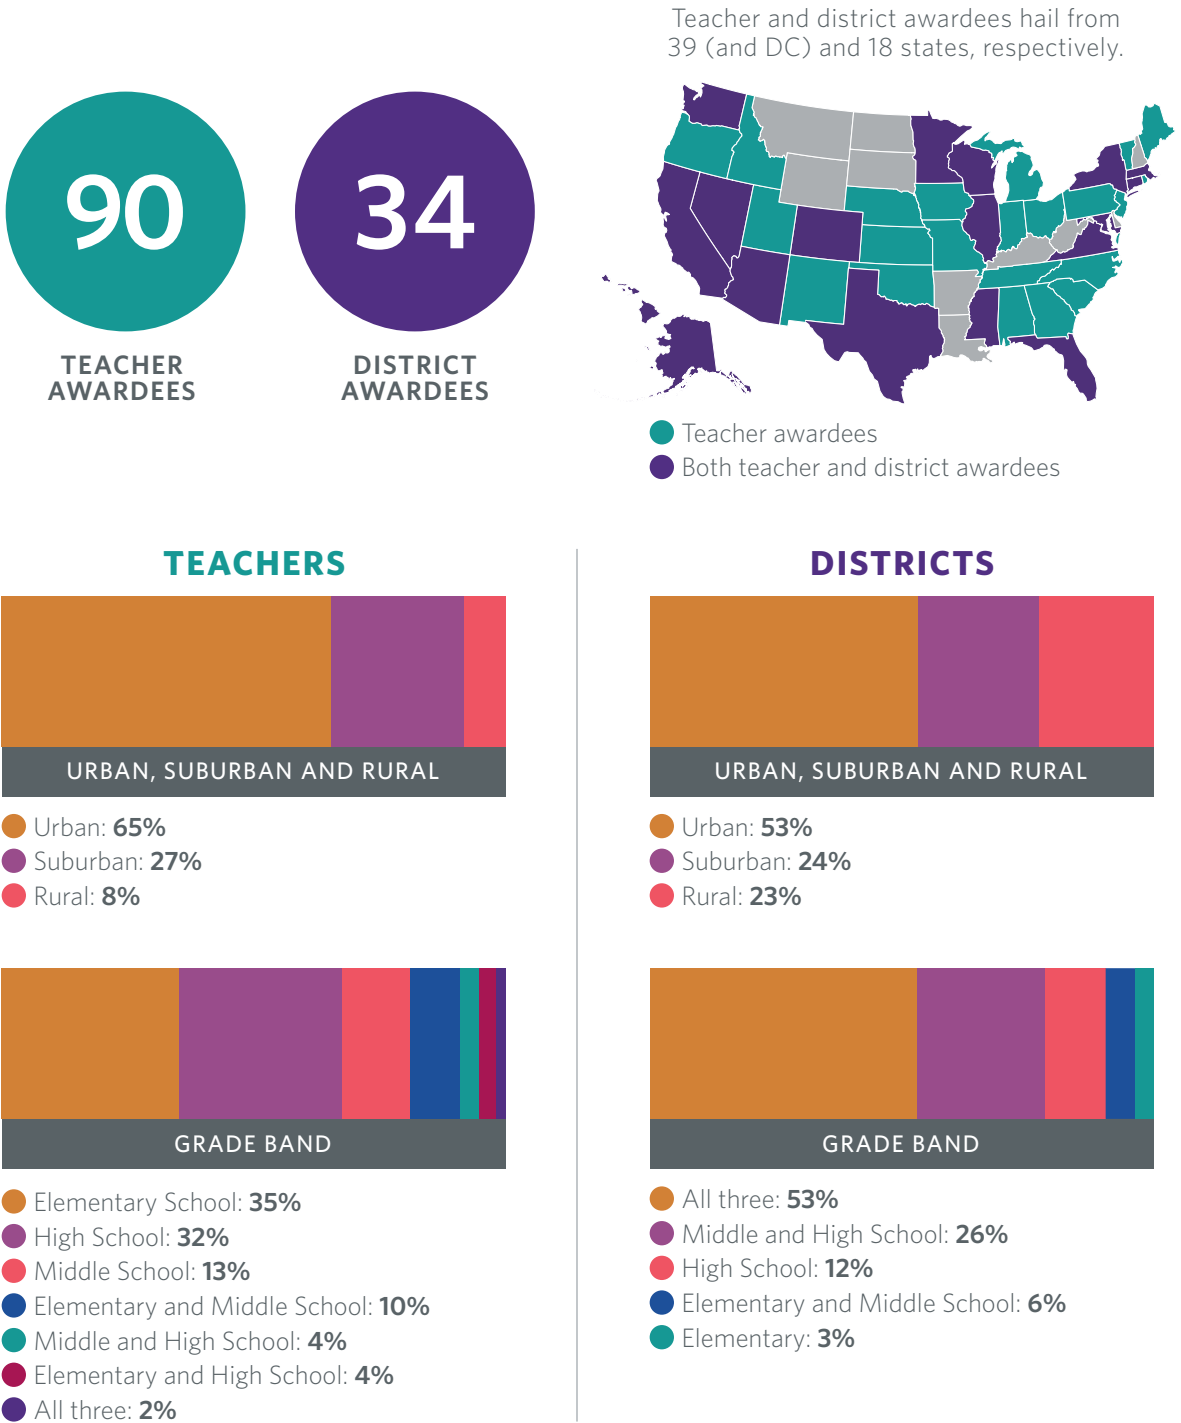 Teacher and district awardees hail from
39 (and DC) and 18 states, respectively.
90
34
TEACHER
AWARDEES
DISTRICT
AWARDEES
Teacher awardees
Both teacher and district awardees
TEACHERS
URBAN, SUBURBAN AND RURAL
Urban: 65%
Suburban: 27%
Rural: 8%
GRADE BAND
Elementary School: 35%
High School: 32%
Middle School: 13%
Elementary and Middle School: 10%
Middle and High School: 4%
Elementary and High School: 4%
All three: 2%
DISTRICTS
URBAN, SUBURBAN AND RURAL
Urban: 53%
Suburban: 24%
Rural: 23%
GRADE BAND
All three: 53%
Middle and High School: 26%
High School: 12%
Elementary and Middle School: 6%
Elementary: 3%